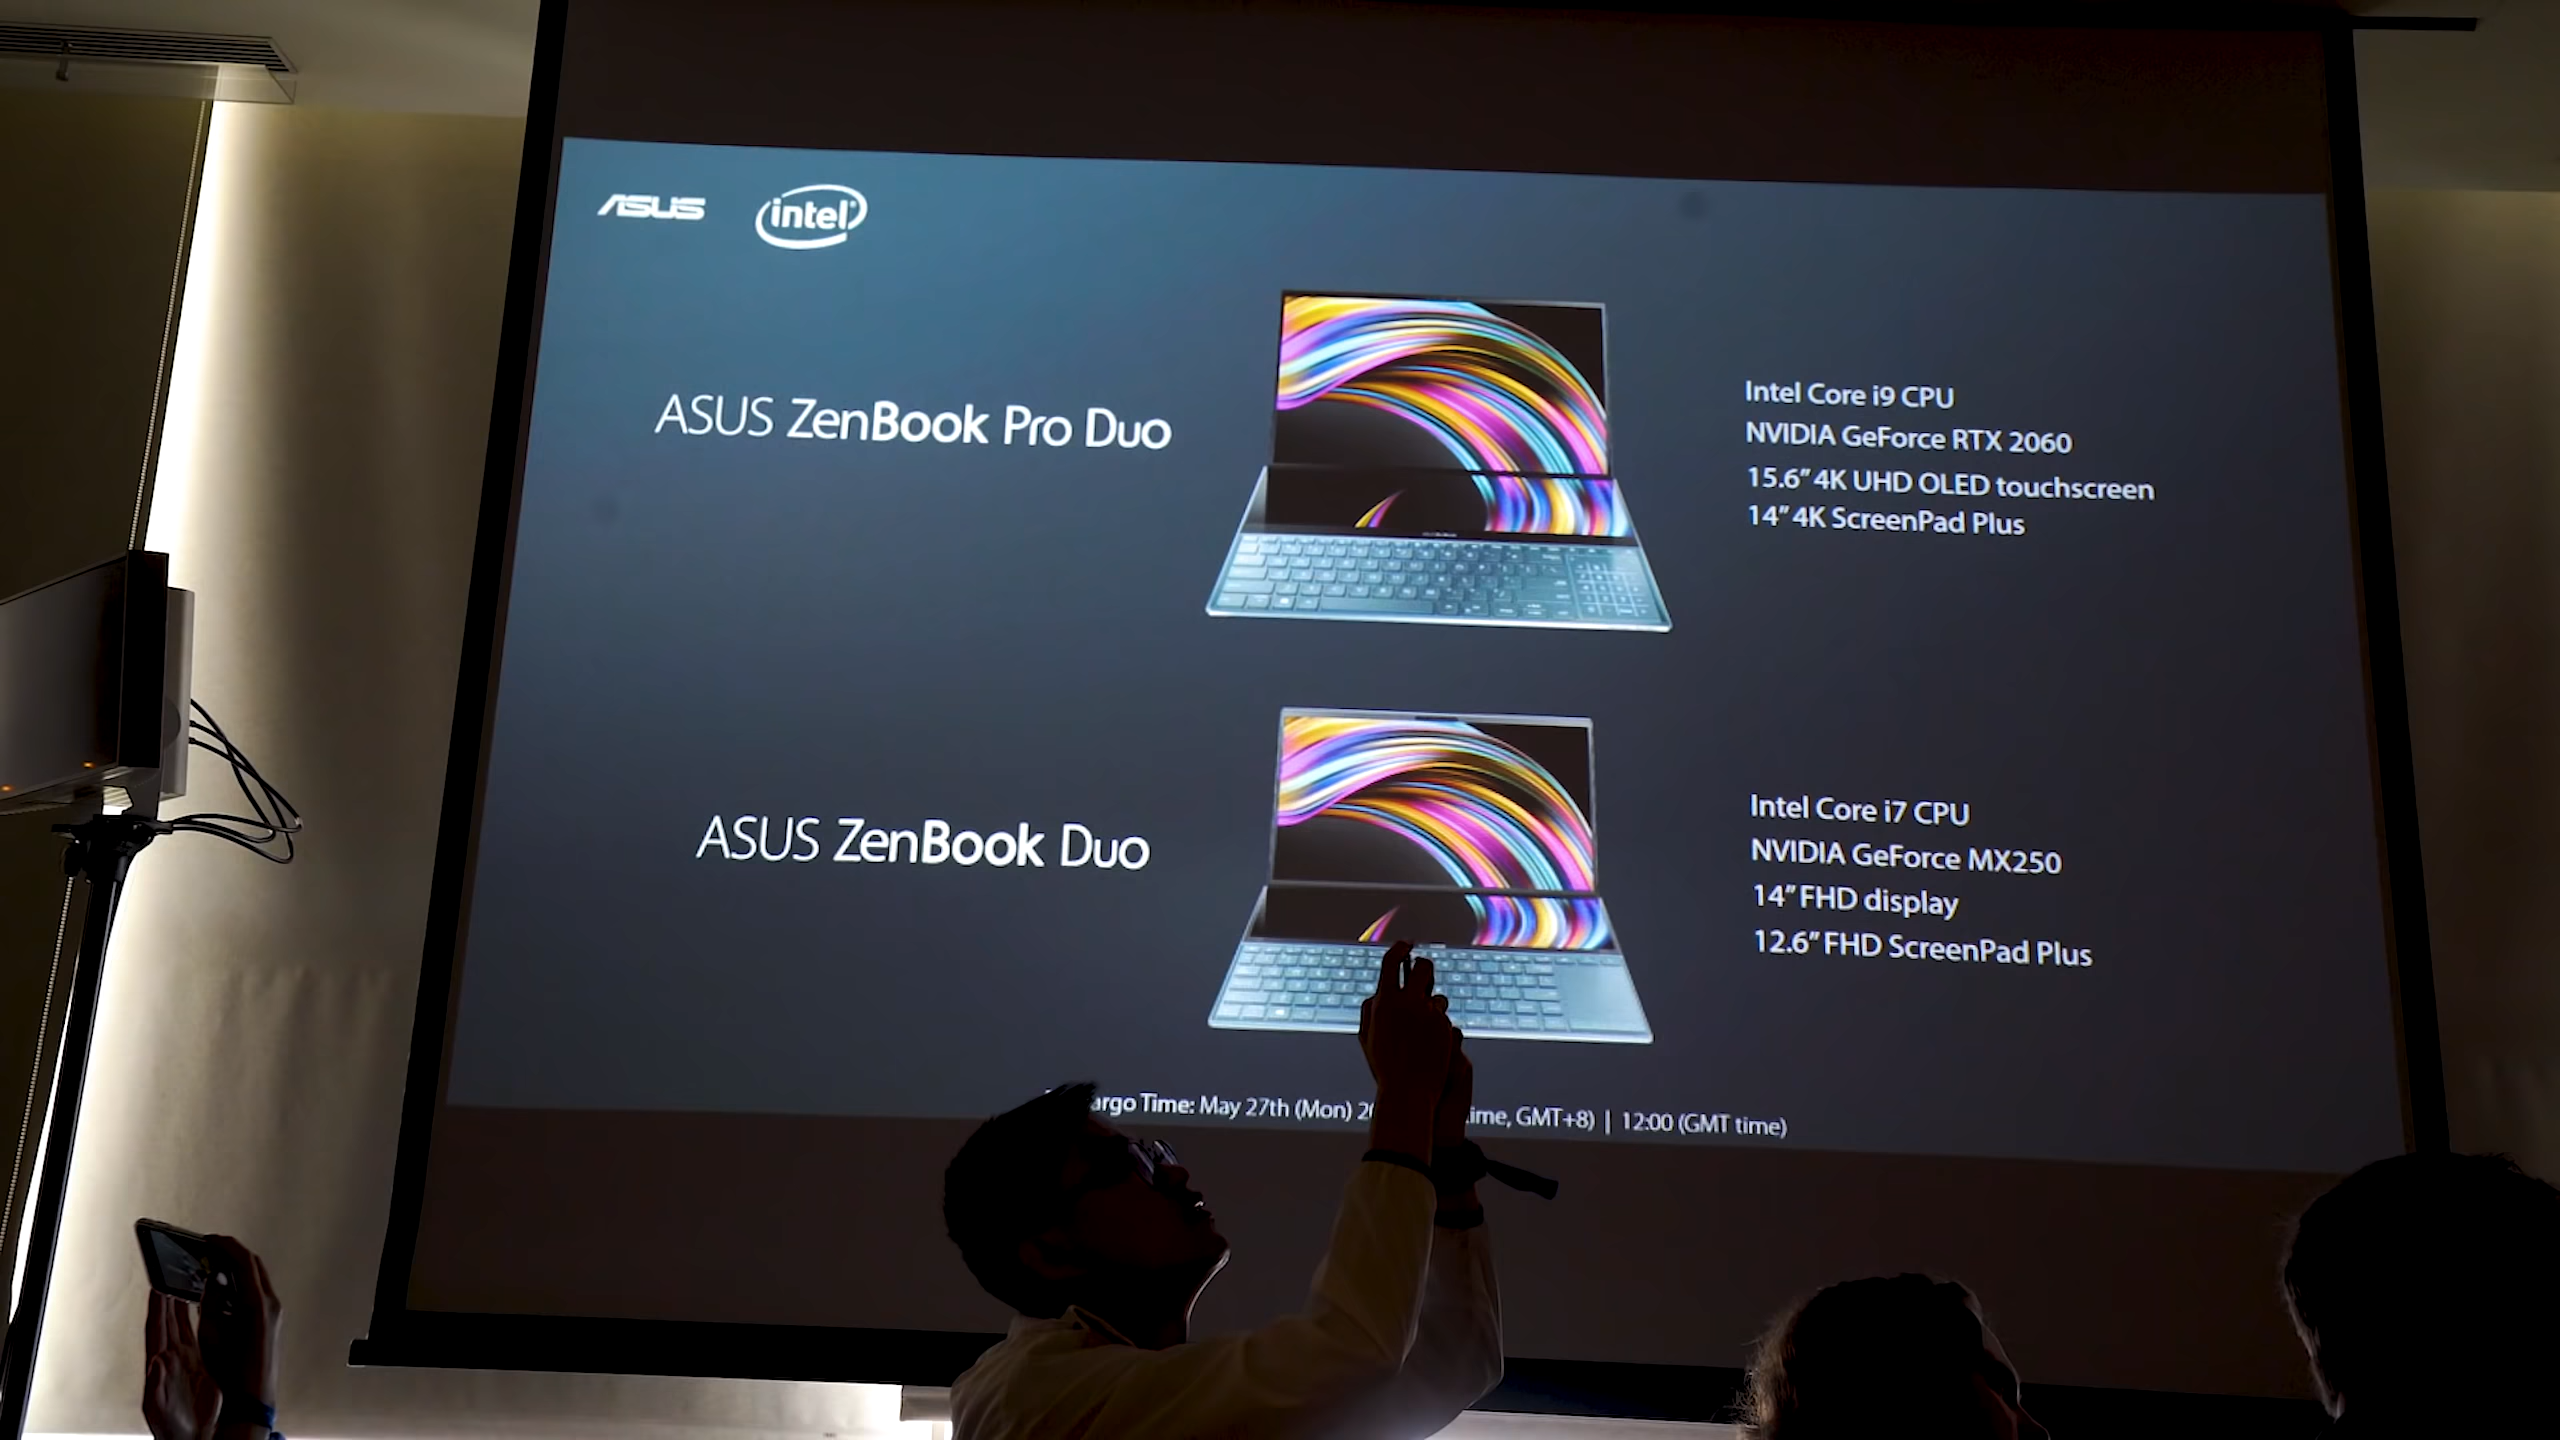 ASUS intel
ASUS ZenBook Pro Duo
Intel Core i9 CPU
NVIDIA GeForce RTX 2060
15.6” 4K UHD OLED touchscreen
14” 4K ScreenPad Plus
ASUS ZenBook Duo
Intel Core i7 CPU
NVIDIA GeForce MX250
14” FHD display
12.6” FHD ScreenPad Plus
Time: May 27th (Mon) GMT+8) | 12:00 (GMT time)